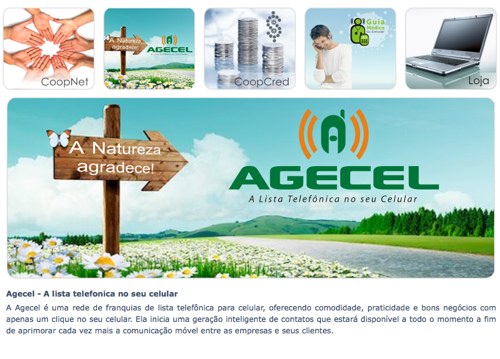 CoopNet
A Natureza
agradece!
AGECEL
CoopCred
Guia
Médico
Loja
A Natureza
agradece!
AGECEL
A Lista Telefônica no seu Celular
Agecel - A lista telefonica no seu celular
A Agecel é uma rede de franquias de lista telefônica para celular, oferecendo comodidade, praticidade e bons negócios com
apenas um clique no seu celular. Ela inicia uma geração inteligente de contatos que estará disponível a todo o momento a fim
de aprimorar cada vez mais a comunicação móvel entre as empresas e seus clientes.